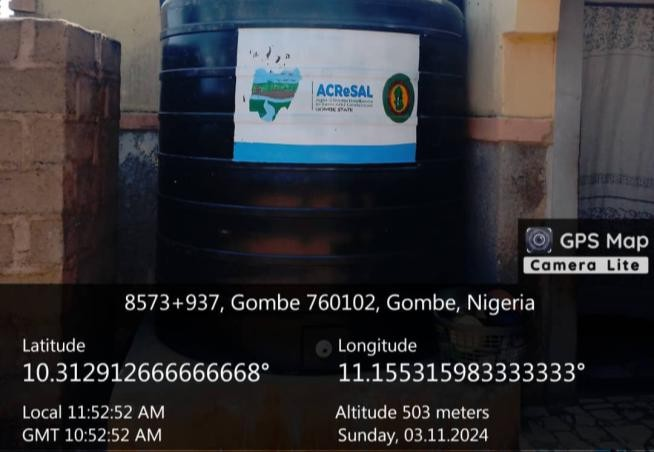 ACReSAL
GOMBE STATE
GPS Map
Camera Lite
8573+937, Gombe 760102, Gombe, Nigeria
Latitude
10.312912666666668°
Longitude
11.155315983333333°
Local 11:52:52 AM
GMT 10:52:52 AM
Altitude 503 meters
Sunday, 03.11.2024